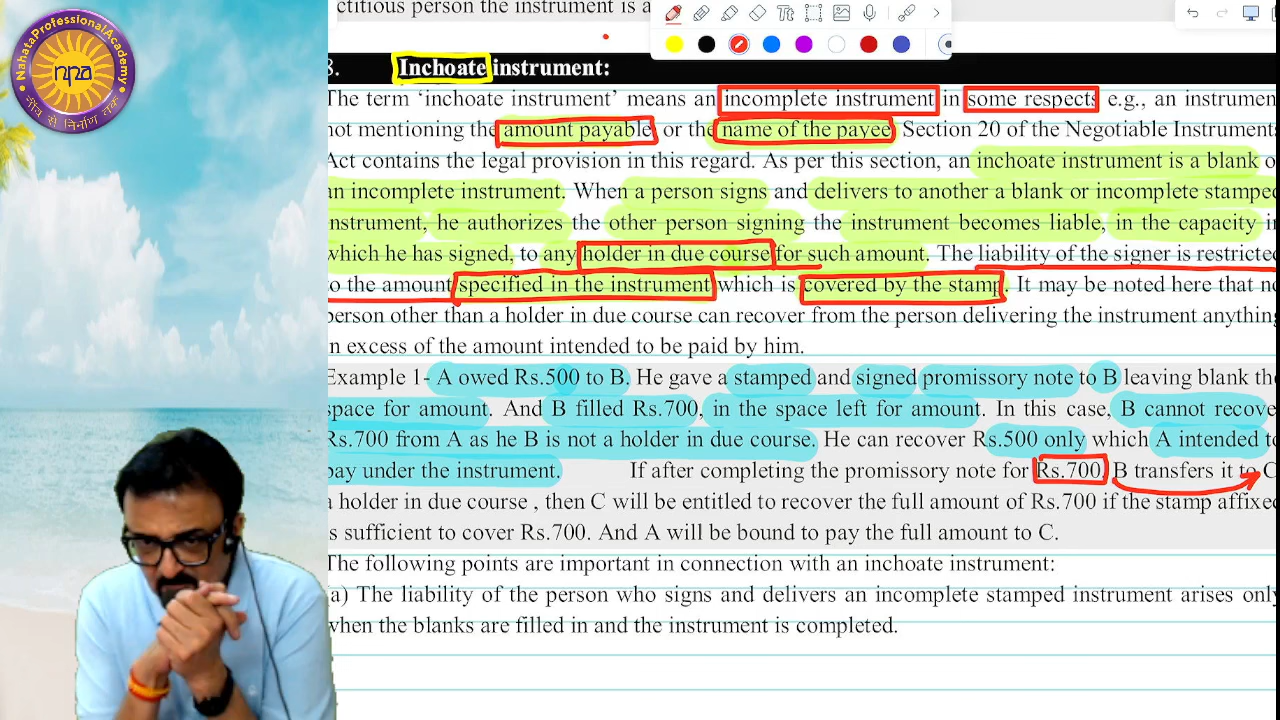 NahataProfessionalAcademy
npa
नींव से निर्णय तक
ctitious person the instrument is a
Tt
8. Inchoate instrument:
The term ‘inchoate instrument’ means an incomplete instrument in some respects e.g., an instrumen
not mentioning the amount payable, or the name of the payee. Section 20 of the Negotiable Instrument
Act contains the legal provision in this regard. As per this section, an inchoate instrument is a blank o
an incomplete instrument. When a person signs and delivers to another a blank or incomplete stamped
instrument, he authorizes the other person signing the instrument becomes liable, in the capacity i
which he has signed, to any holder in due course for such amount. The liability of the signer is restricted
to the amount specified in the instrument which is covered by the stamp. It may be noted here that no
person other than a holder in due course can recover from the person delivering the instrument anything
in excess of the amount intended to be paid by him.
Example 1- A owed Rs.500 to B. He gave a stamped and signed promissory note to B leaving blank the
space for amount. And B filled Rs.700, in the space left for amount. In this case, B cannot recove
Rs.700 from A as he B is not a holder in due course. He can recover Rs.500 only which A intended to
pay under the instrument. If after completing the promissory note for Rs.700, B transfers it to C
a holder in due course , then C will be entitled to recover the full amount of Rs.700 if the stamp affixed
is sufficient to cover Rs.700. And A will be bound to pay the full amount to C.
The following points are important in connection with an inchoate instrument:
(a) The liability of the person who signs and delivers an incomplete stamped instrument arises only
when the blanks are filled in and the instrument is completed.